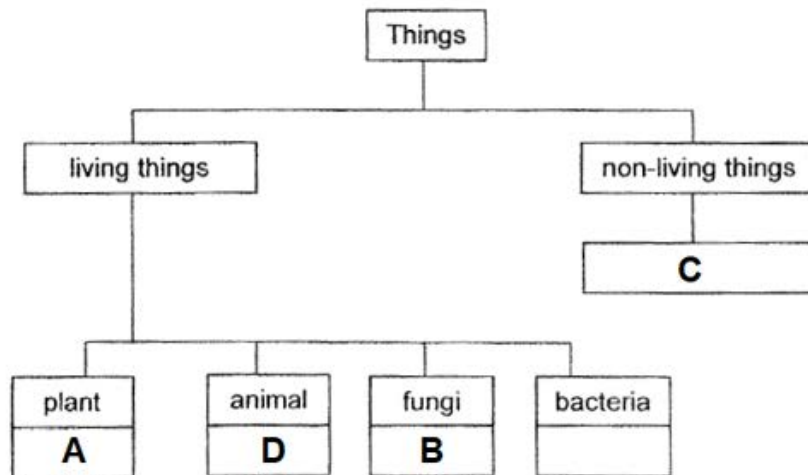 Things
living things
non-living things
C
plant
animal
fungi
bacteria
A
D
B